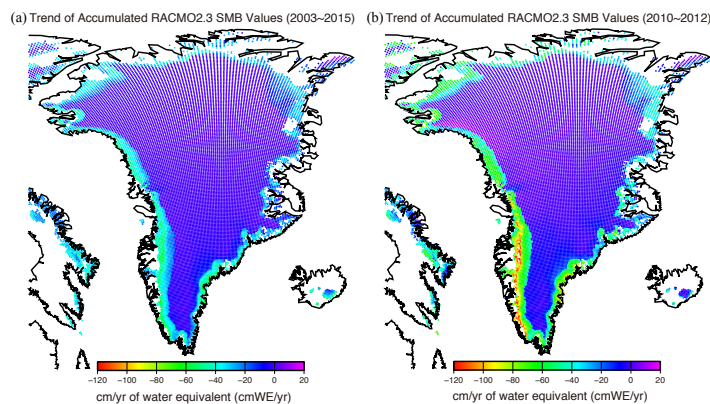 (a) Trend of Accumulated RACMO2.3 SMB Values (2003~2015)
(b) Trend of Accumulated RACMO2.3 SMB Values (2010~2012)
−120 −100 −80 −60 −40 −20 0 20
cm/yr of water equivalent (cmWE/yr)
−120 −100 −80 −60 −40 −20 0 20
cm/yr of water equivalent (cmWE/yr)